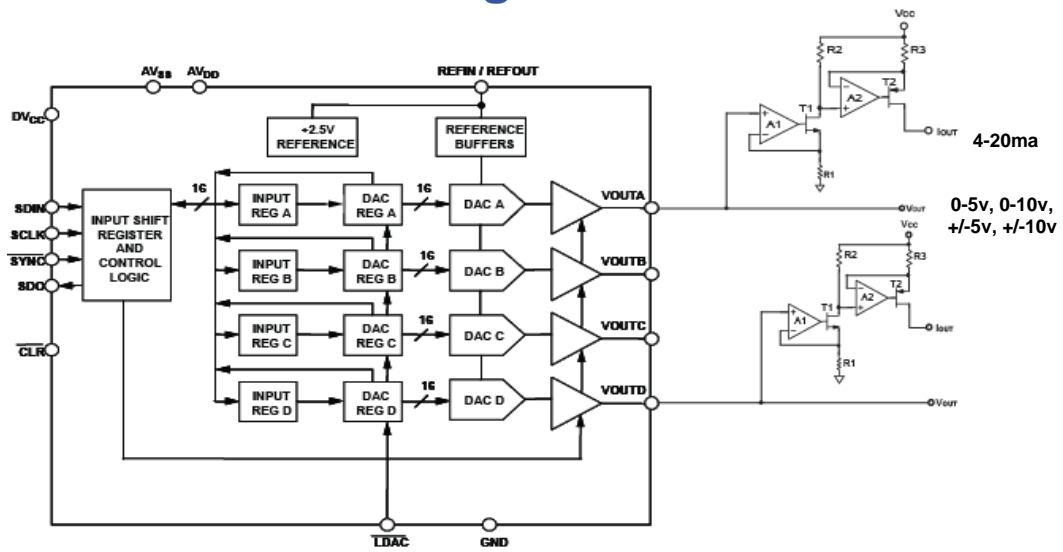 Vcc
R2
R3
A1
T1
A2
T2
IOUT
4-20ma
R1
AVSS
AVDD
REFIN / REFOUT
DVCC
+2.5V
REFERENCE
REFERENCE
BUFFERS
SDIN
SCLK
SYNC
SDO
CLR
INPUT SHIFT
REGISTER
AND
CONTROL
LOGIC
16
INPUT
REG A
DAC
REG A
16
DAC A
VOUTA
VOUT
0-5v, 0-10v,
+/-5v, +/-10v
INPUT
REG B
DAC
REG B
16
DAC B
VOUTB
INPUT
REG C
DAC
REG C
16
DAC C
VOUTC
INPUT
REG D
DAC
REG D
16
DAC D
VOUTD
Vcc
R2
R3
A1
T1
A2
T2
IOUT
R1
VOUT
LDAC
GND